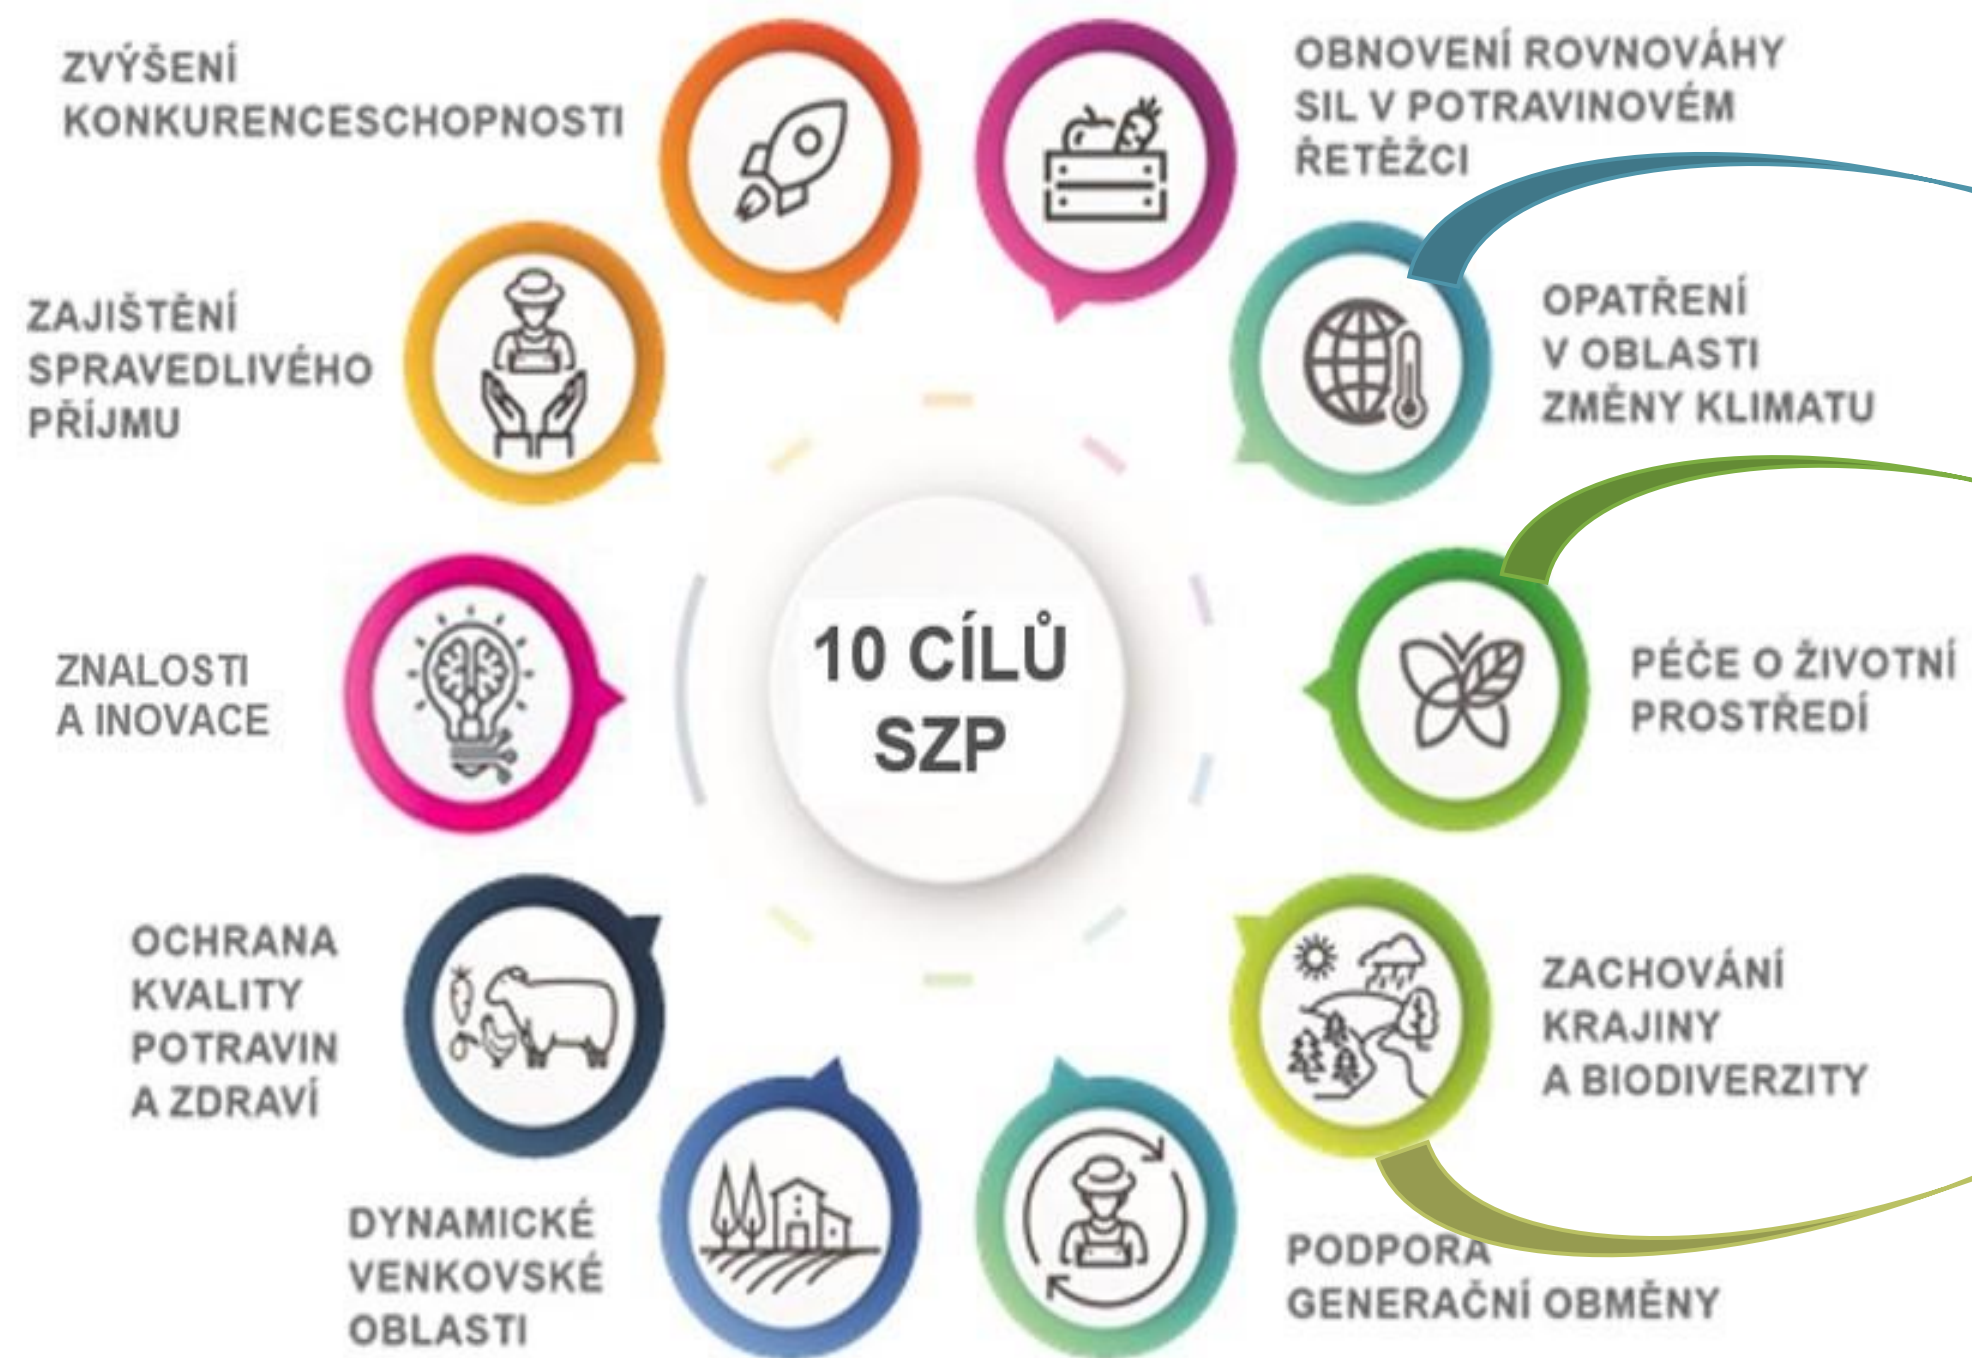 ZVÝŠENÍ
KONKURENCESCHOPNOSTI
OBNOVENÍ ROVNOVÁHY
SIL V POTRAVINOVÉM
ŘETĚŽCI
ZAJIŠTĚNÍ
SPRAVEDLIVÉHO
PŘÍJMU
OPATŘENÍ
V OBLASTI
ZMĚNY KLIMATU
ZNALOSTI
A INOVACE
10 CÍLŮ
SZP
PÉČE O ŽIVOTNÍ
PROSTŘEDÍ
OCHRANA
KVALITY
POTRAVIN
A ZDRAVÍ
ZACHOVÁNÍ
KRAJINY
A BIODIVERZITY
DYNAMICKÉ
VENKOVSKÉ
OBLASTI
PODPORA
GENERAČNÍ OBMĚNY